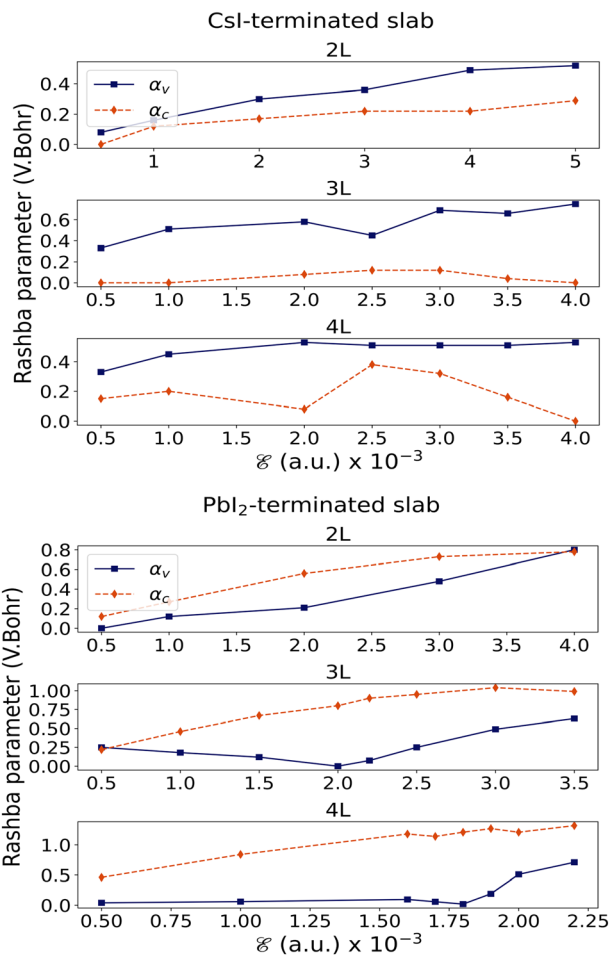 CsI-terminated slab
2L
0.4
0.2
0.0
α_v
α_c
1 2 3 4 5
3L
0.6
0.4
0.2
0.0
0.5 1.0 1.5 2.0 2.5 3.0 3.5 4.0
4L
0.4
0.2
0.0
0.5 1.0 1.5 2.0 2.5 3.0 3.5 4.0
Rashba parameter (V.Bohr)
ℰ (a.u.) x 10⁻³
PbI₂-terminated slab
2L
0.8
0.6
0.4
0.2
0.0
α_v
α_c
0.5 1.0 1.5 2.0 2.5 3.0 3.5 4.0
3L
1.00
0.75
0.50
0.25
0.00
0.5 1.0 1.5 2.0 2.5 3.0 3.5
4L
1.0
0.5
0.0
0.50 0.75 1.00 1.25 1.50 1.75 2.00 2.25
Rashba parameter (V.Bohr)
ℰ (a.u.) x 10⁻³